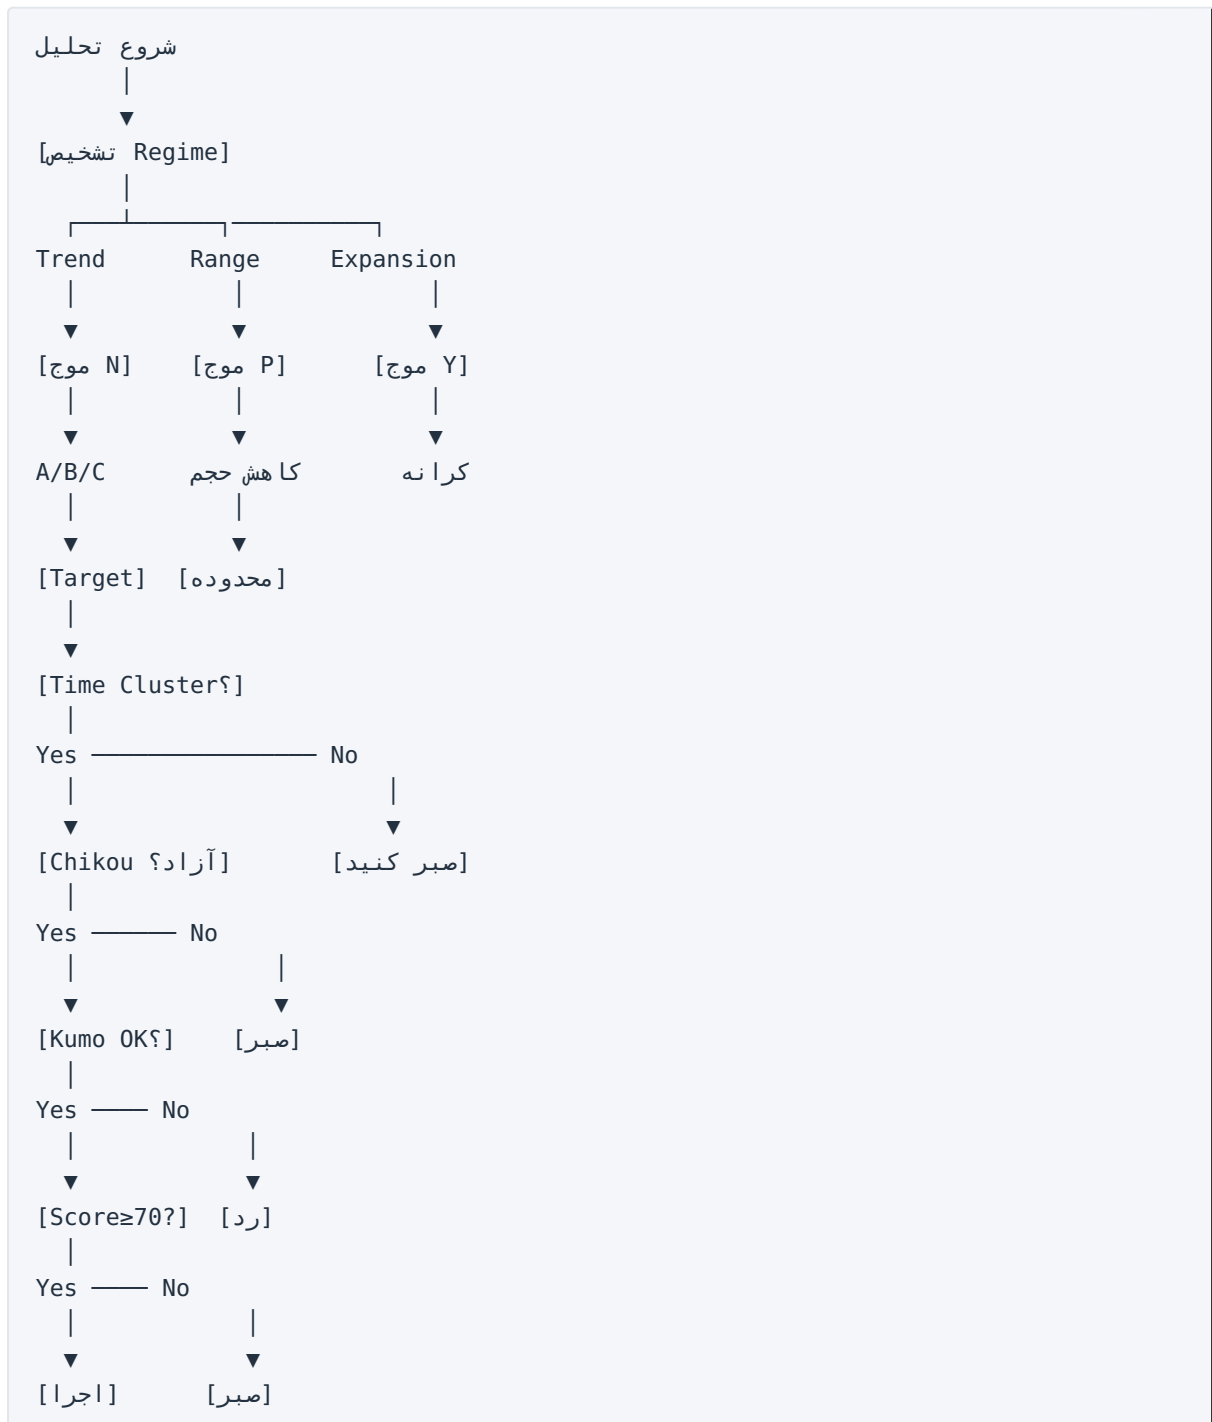 شروع تحلیل
│
▼
[تشخیص Regime]
│
┌───┴──────┐──────────┐
Trend      Range     Expansion
│           │             │
▼           ▼             ▼
[موج N]    [موج P]      [موج Y]
│           │             │
▼           ▼             ▼
A/B/C      کاهش حجم       کرانه
│           │
▼           ▼
[Target]  [محدوده]
│
▼
[Time Cluster؟]
│
Yes ──────────────── No
│                      │
▼                      ▼
[Chikou آزاد؟]       [صبر کنید]
│
Yes ────── No
│              │
▼              ▼
[Kumo OK؟]    [صبر]
│
Yes ──── No
│            │
▼            ▼
[Score≥70?]  [رد]
│
Yes ──── No
│            │
▼            ▼
[اجرا]      [صبر]